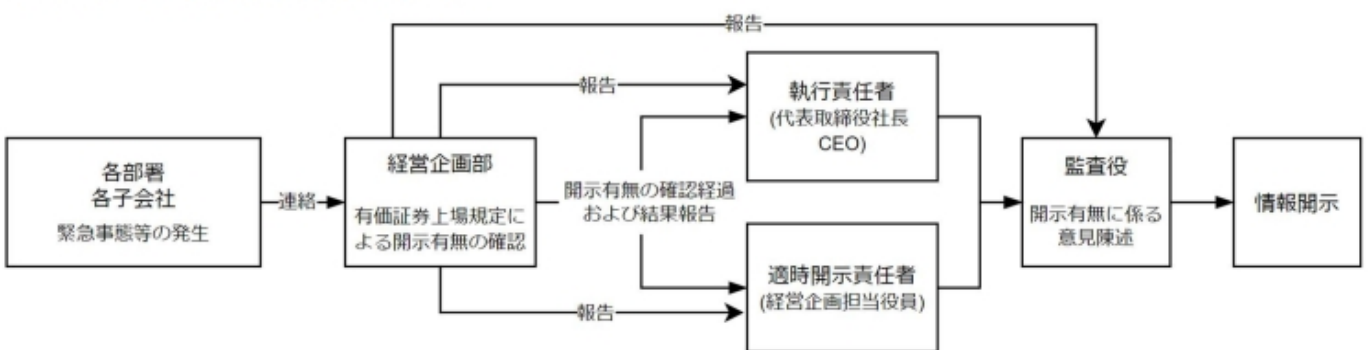 報告
報告
執行責任者
(代表取締役社長
CEO)
各部署
各子会社
緊急事態等の発生
連絡
経営企画部
有価証券上場規定に
よる開示有無の確認
開示有無の確認経過
および結果報告
監査役
開示有無に係る
意見陳述
情報開示
適時開示責任者
(経営企画担当役員)
報告